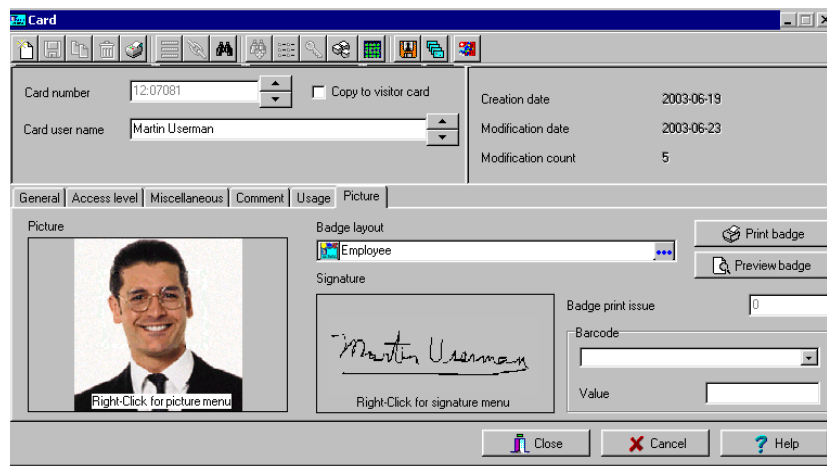 Card
Card number 12:07081 Copy to visitor card
Card user name Martin Userman
Creation date 2003-06-19
Modification date 2003-06-23
Modification count 5
General Access level Miscellaneous Comment Usage Picture
Picture
Right-Click for picture menu
Badge layout
Employee
Signature
Martin Userman
Right-Click for signature menu
Print badge
Preview badge
Badge print issue 0
Barcode
Value
Close Cancel Help